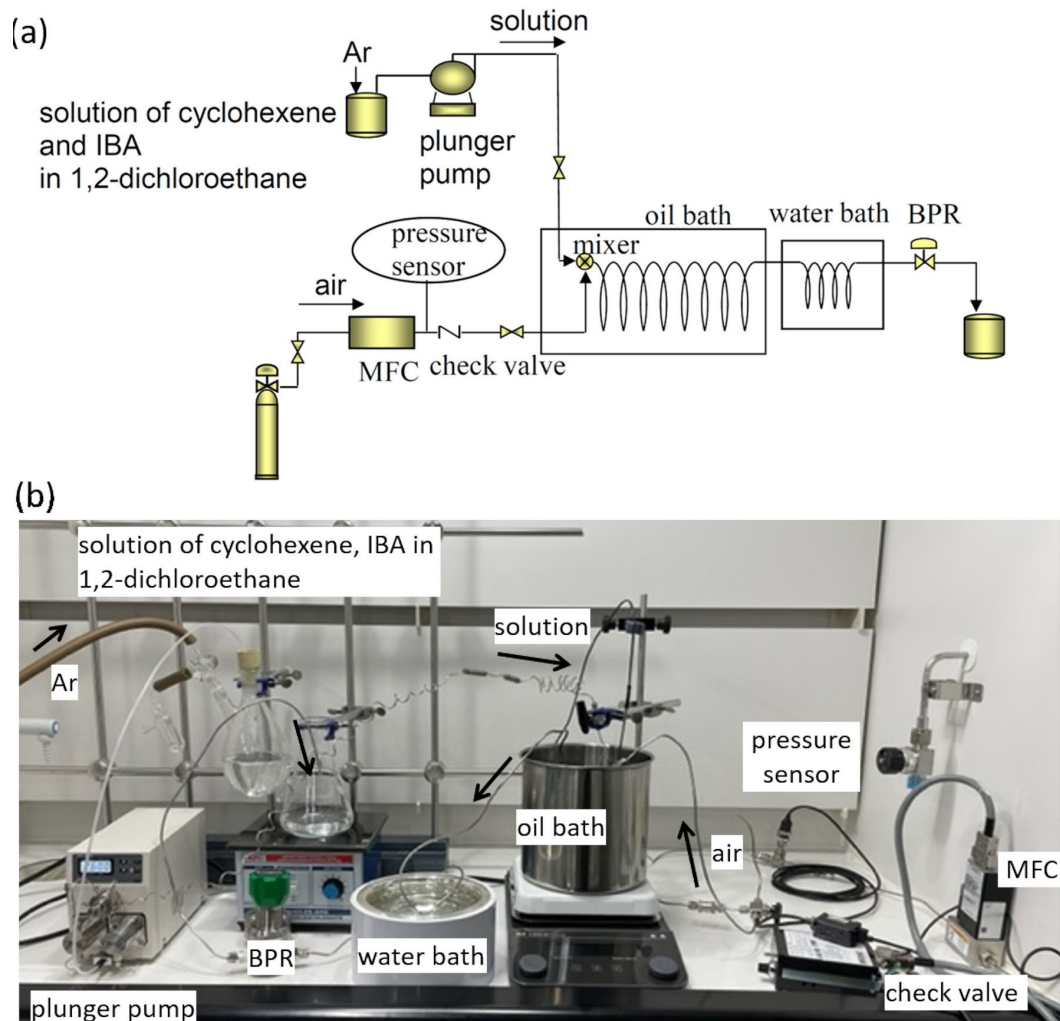 (a)
solution
Ar
solution of cyclohexene
and IBA
in 1,2-dichloroethane
plunger
pump
oil bath
water bath
BPR
mixer
pressure
sensor
air
MFC
check valve
(b)
solution of cyclohexene, IBA in
1,2-dichloroethane
solution
Ar
pressure
sensor
oil bath
air
MFC
BPR
water bath
check valve
plunger pump